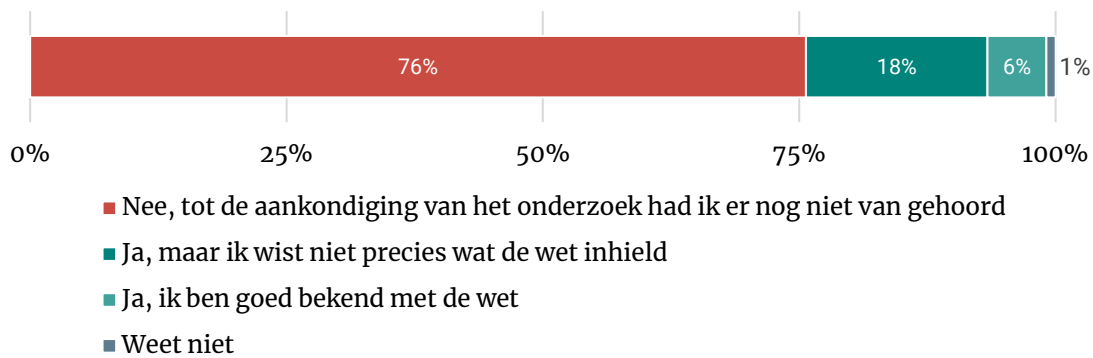 76% 18% 6% 1%
0% 25% 50% 75% 100%
Nee, tot de aankondiging van het onderzoek had ik er nog niet van gehoord
Ja, maar ik wist niet precies wat de wet inhield
Ja, ik ben goed bekend met de wet
Weet niet